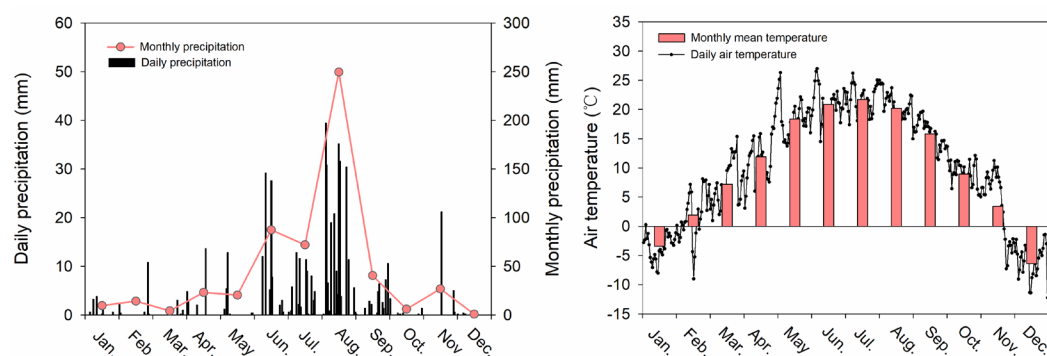 60
50
40
30
20
10
0
Daily precipitation (mm)
Monthly precipitation
Daily precipitation
300
250
200
150
100
50
0
Monthly precipitation (mm)
Jan.
Feb.
Mar.
Apr.
May
Jun.
Jul.
Aug.
Sep.
Oct.
Nov.
Dec.
35
30
25
20
15
10
5
0
-5
-10
-15
Air temperature (℃)
Monthly mean temperature
Daily air temperature
Jan.
Feb.
Mar.
Apr.
May
Jun.
Jul.
Aug.
Sep.
Oct.
Nov.
Dec.